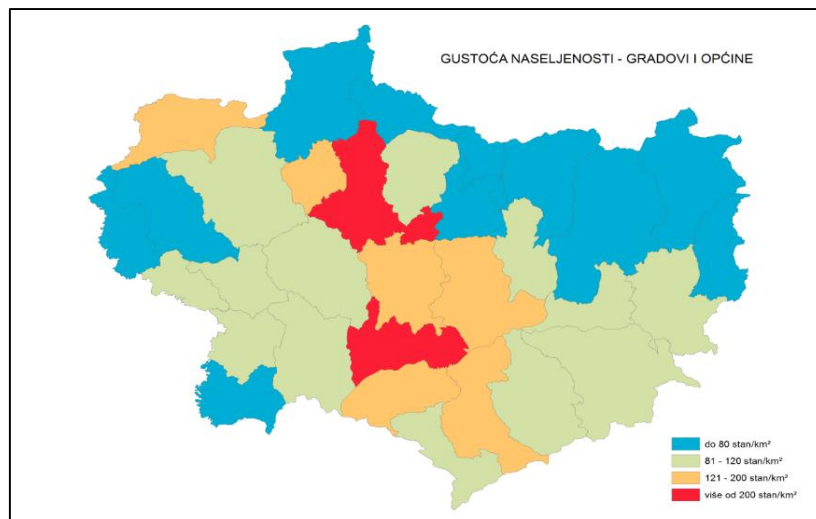 GUSTOĆA NASELJENOSTI - GRADOVI I OPĆINE
do 80 stan/km²
81 - 120 stan/km²
121 - 200 stan/km²
više od 200 stan/km²